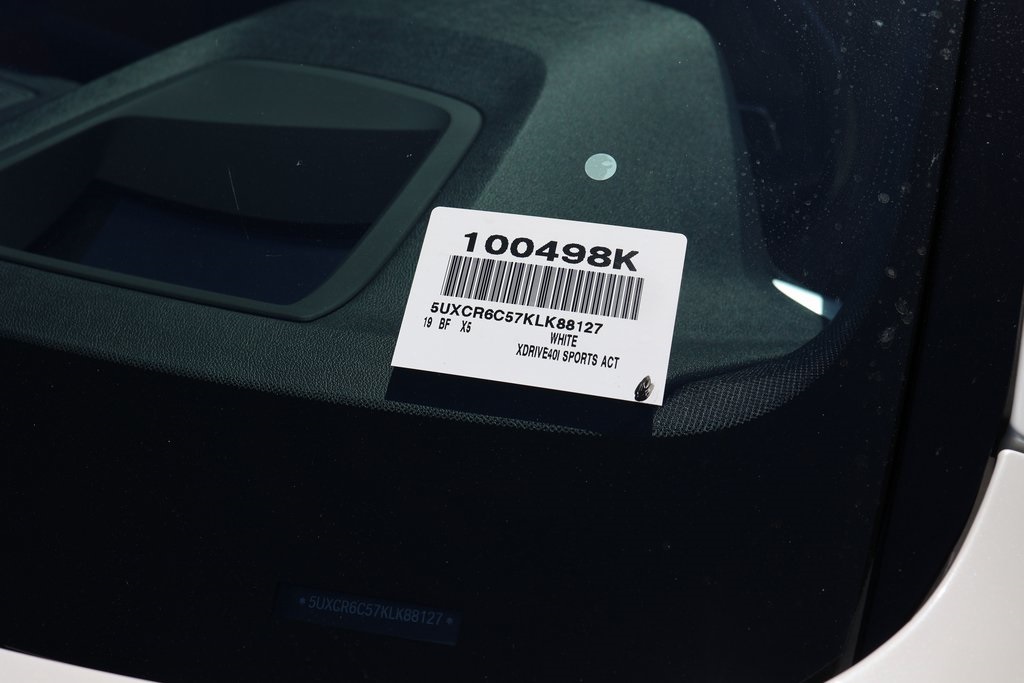 100498K
5UXCR6C57KLK88127
19 BF X5
WHITE
XDRIVE40I SPORTS ACT
*5UXCR6C57KLK88127*